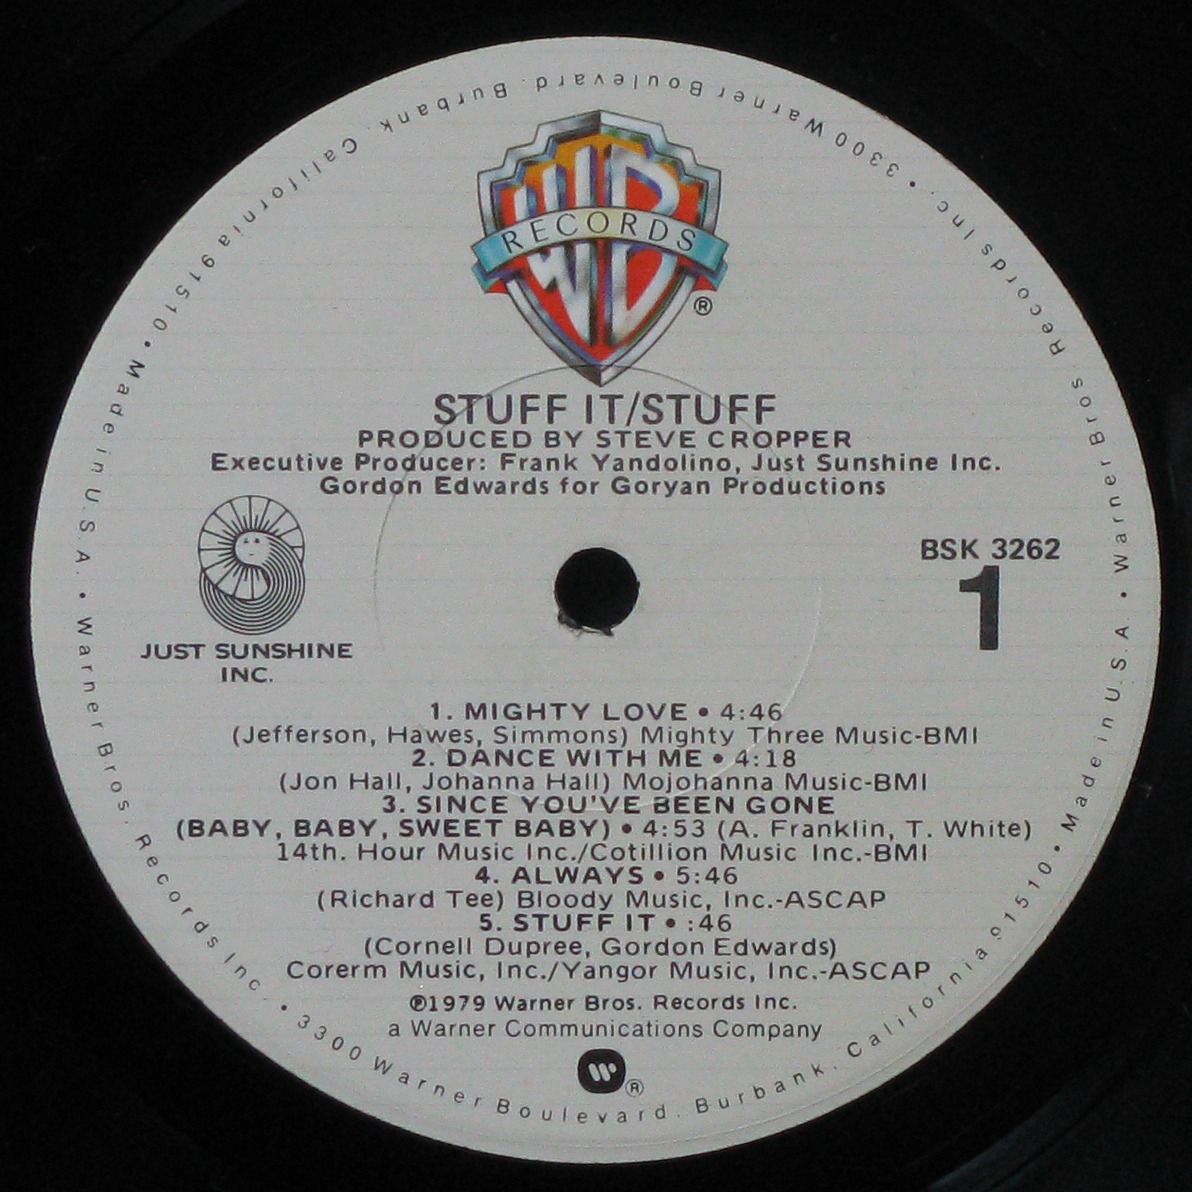 WB
RECORDS
®
STUFF IT/STUFF
PRODUCED BY STEVE CROPPER
Executive Producer: Frank Yandolino, Just Sunshine Inc.
Gordon Edwards for Goryan Productions
BSK 3262
1
JUST SUNSHINE
INC.
1. MIGHTY LOVE • 4:46
(Jefferson, Hawes, Simmons) Mighty Three Music-BMI
2. DANCE WITH ME • 4:18
(Jon Hall, Johanna Hall) Mojohanna Music-BMI
3. SINCE YOU'VE BEEN GONE
(BABY, BABY, SWEET BABY) • 4:53 (A. Franklin, T. White)
14th. Hour Music Inc./Cotillion Music Inc.-BMI
4. ALWAYS • 5:46
(Richard Tee) Bloody Music, Inc.-ASCAP
5. STUFF IT • :46
(Cornell Dupree, Gordon Edwards)
Corerm Music, Inc./Yangor Music, Inc.-ASCAP
℗1979 Warner Bros. Records Inc.
a Warner Communications Company
®
• Warner Bros. Records Inc. • 3300 Warner Boulevard. Burbank. California 91510 • Made in U.S.A. • Warner Bros. Records Inc. • 3300 Warner Boulevard. Burbank. California 91510 • Made in U.S.A.